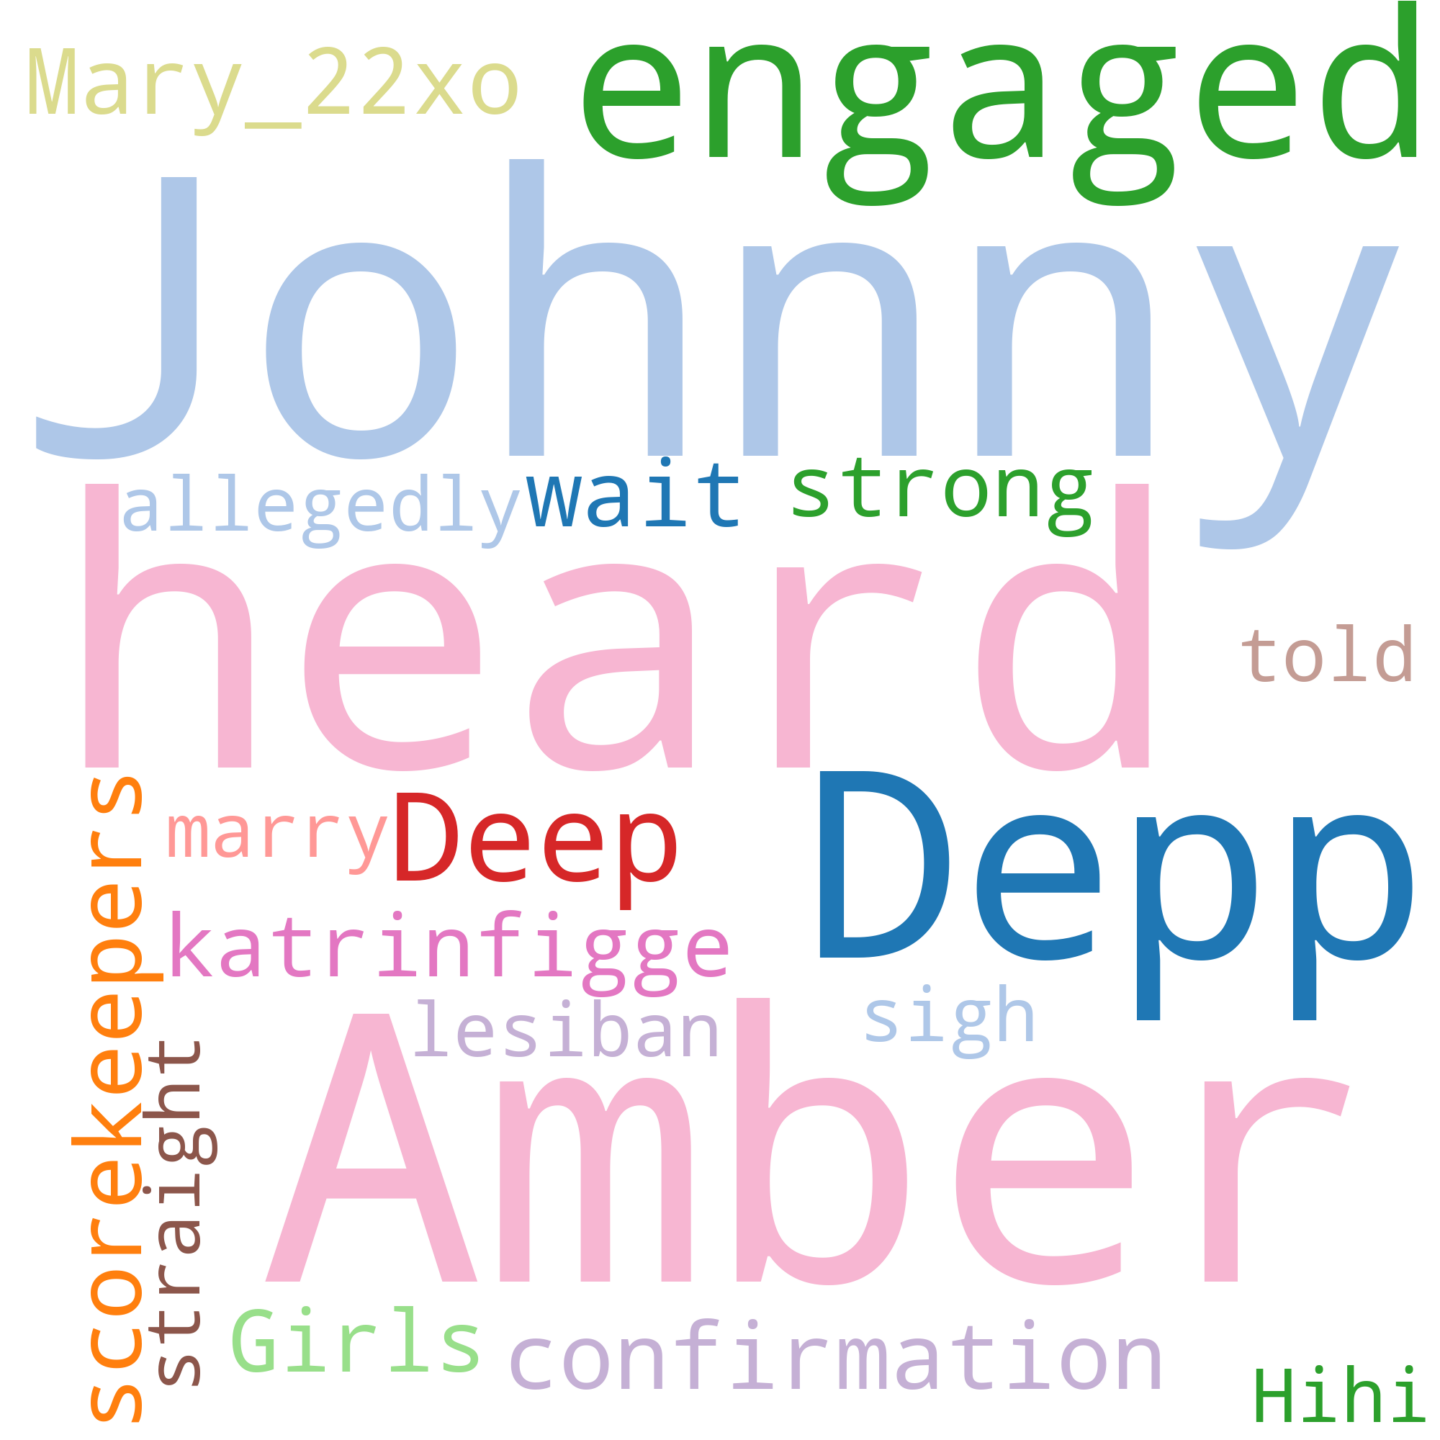 Mary_22xo engaged
Johnny
allegedly wait strong
heard
told
scorekeepers
marry Deep Depp
katrinfigge
lesiban sigh
straight
Amber
Girls confirmation
Hihi